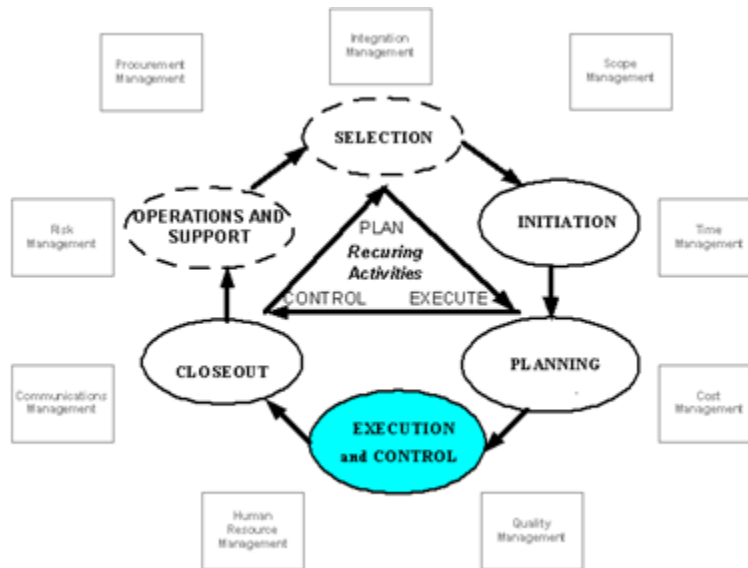 Integration
Management
Procurement
Management
Scope
Management
SELECTION
OPERATIONS AND
SUPPORT
INITIATION
Risk
Management
Time
Management
PLAN
Recuring
Activities
CONTROL
EXECUTE
CLOSEOUT
PLANNING
Communications
Management
Cost
Management
EXECUTION
and CONTROL
Human
Resource
Management
Quality
Management